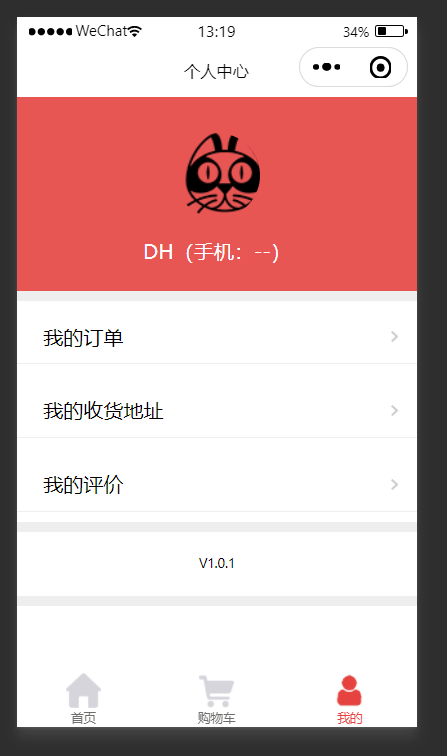 WeChat 13:19 34%
个人中心
DH（手机：--）
我的订单
我的收货地址
我的评价
V1.0.1
首页 购物车 我的